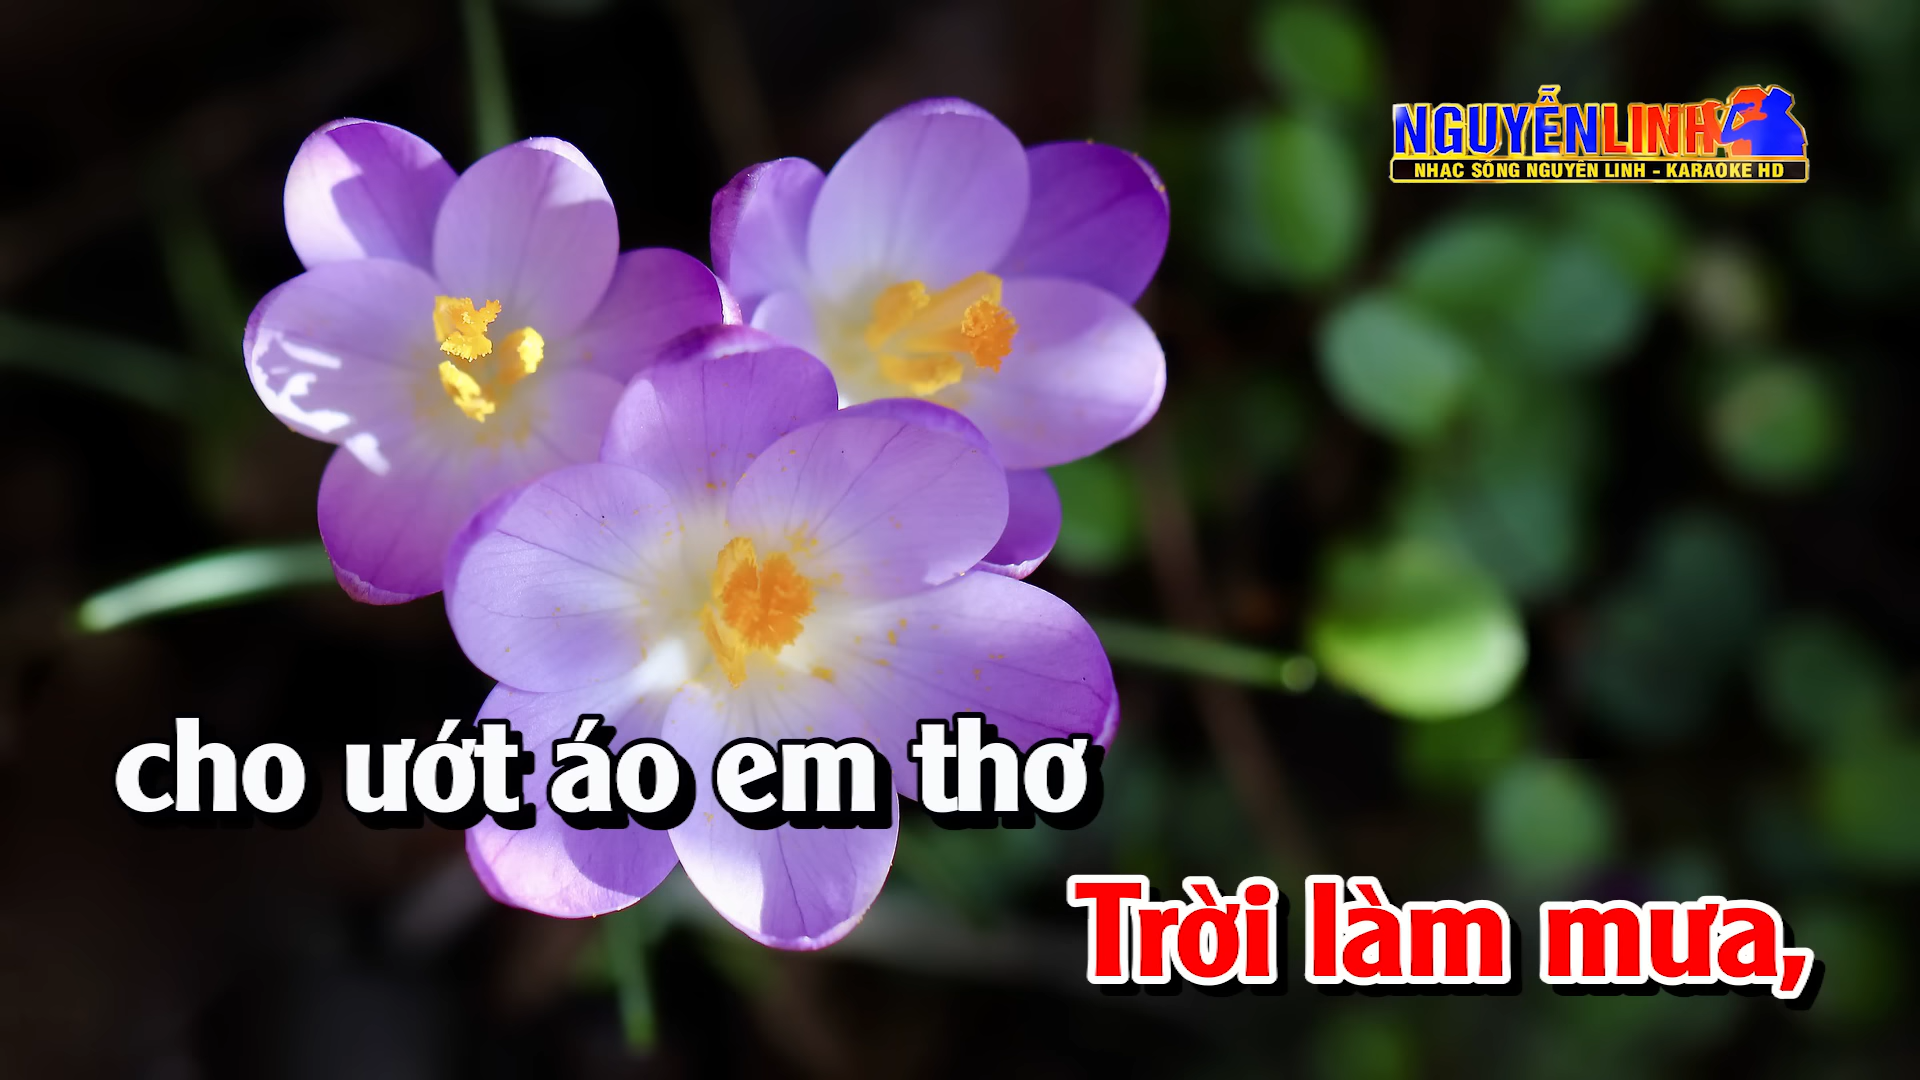 NGUYỄN LINH
NHẠC SỐNG NGUYỄN LINH - KARAOKE HD
cho ướt áo em thơ
Trời làm mưa,